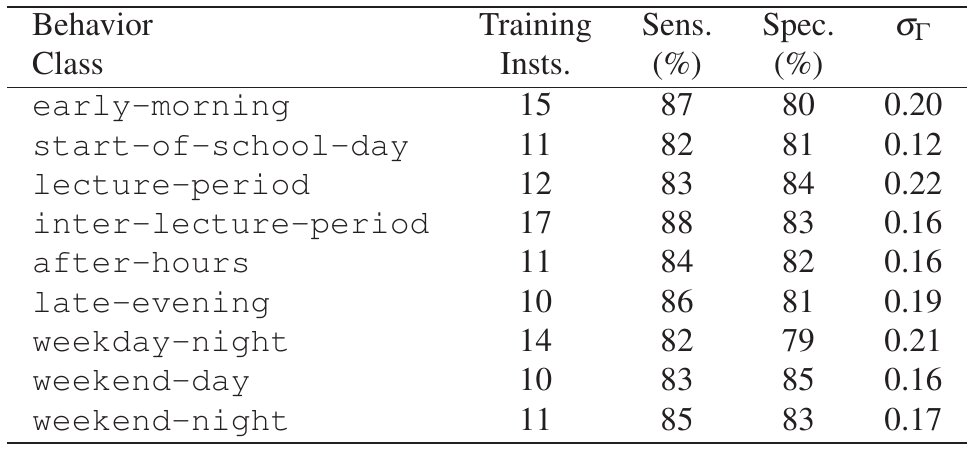 Behavior Training Sens. Spec. σΓ
Class Insts. (%) (%)
early-morning 15 87 80 0.20
start-of-school-day 11 82 81 0.12
lecture-period 12 83 84 0.22
inter-lecture-period 17 88 83 0.16
after-hours 11 84 82 0.16
late-evening 10 86 81 0.19
weekday-night 14 82 79 0.21
weekend-day 10 83 85 0.16
weekend-night 11 85 83 0.17